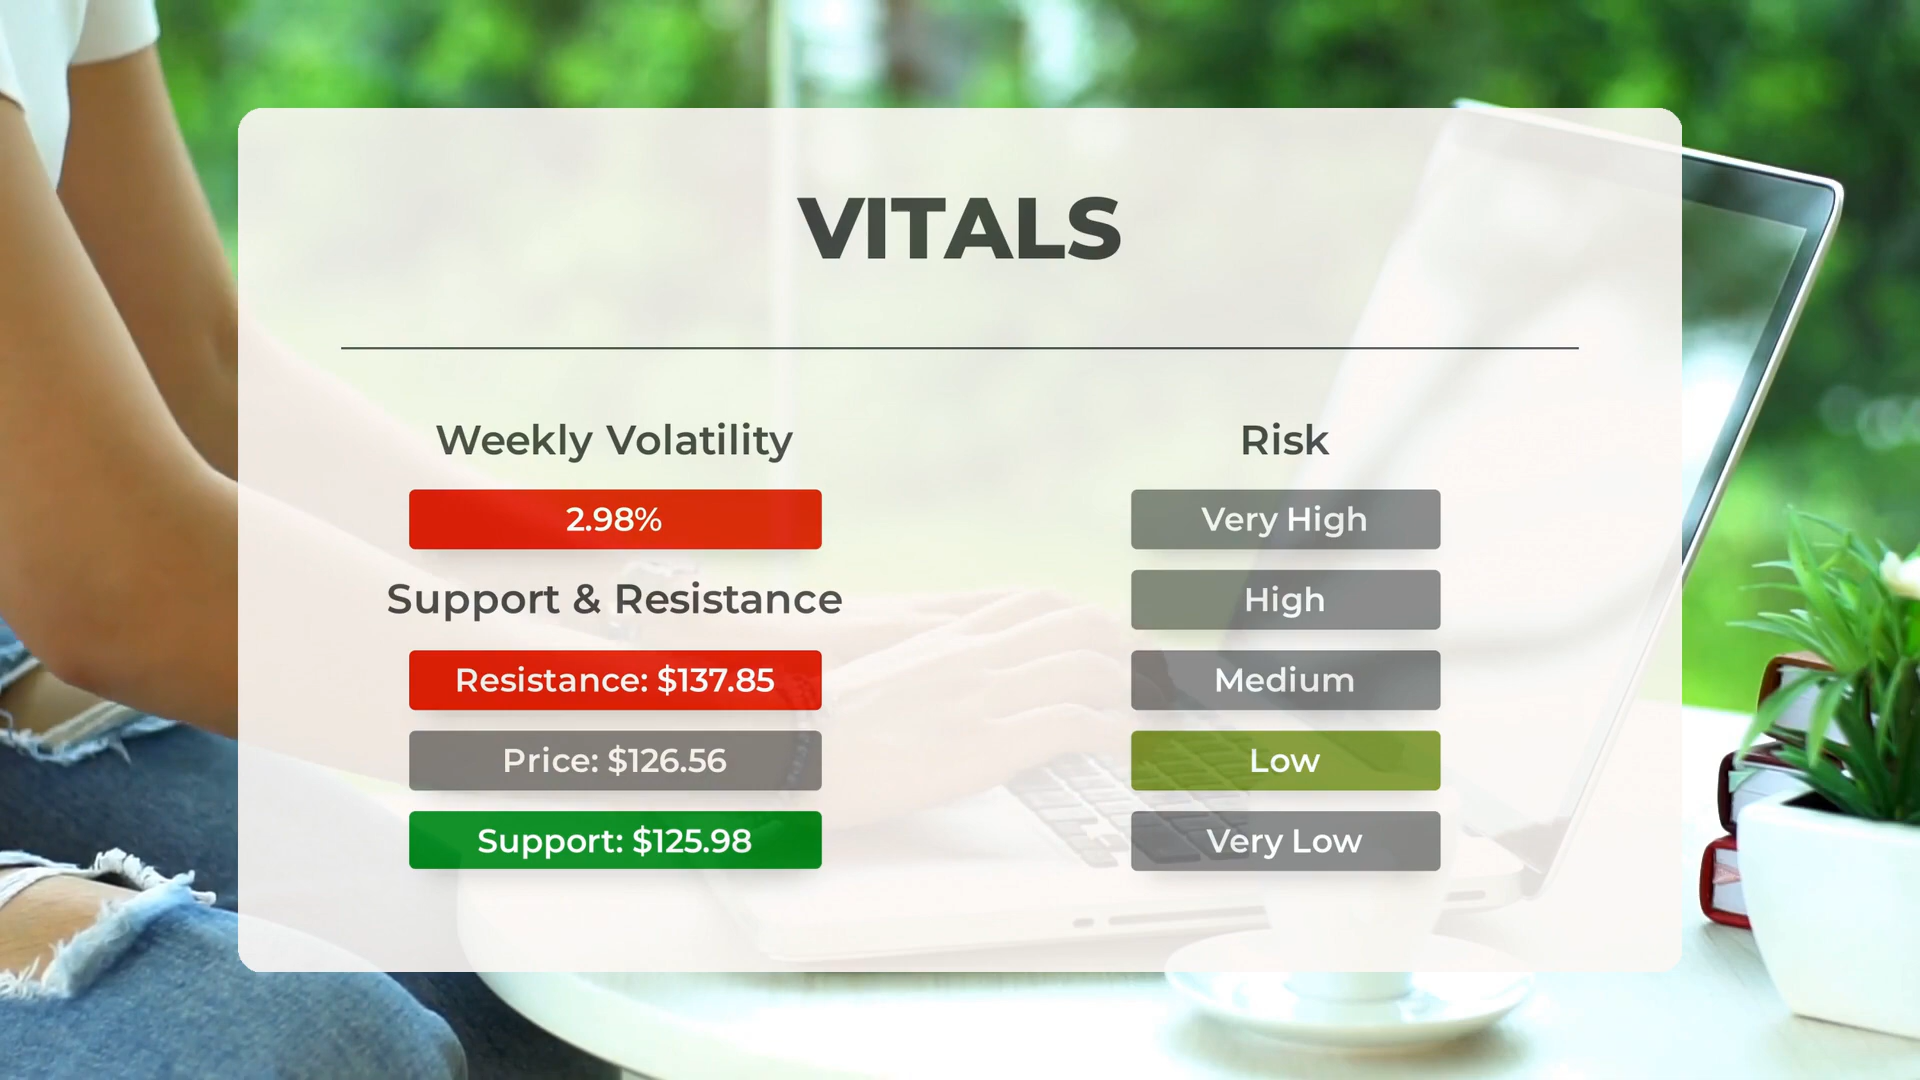 VITALS
Weekly Volatility
2.98%
Support & Resistance
Resistance: $137.85
Price: $126.56
Support: $125.98
Risk
Very High
High
Medium
Low
Very Low